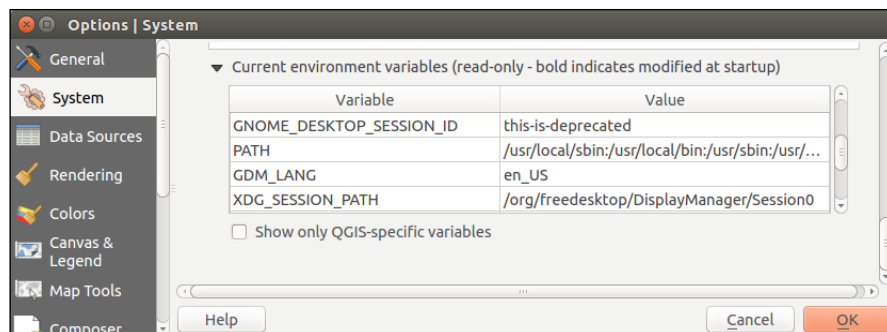 Options | System
General
System
Data Sources
Rendering
Colors
Canvas &
Legend
Map Tools
Composer
Current environment variables (read-only - bold indicates modified at startup)
Variable Value
GNOME_DESKTOP_SESSION_ID this-is-deprecated
PATH /usr/local/sbin:/usr/local/bin:/usr/sbin:/usr/...
GDM_LANG en_US
XDG_SESSION_PATH /org/freedesktop/DisplayManager/Session0
Show only QGIS-specific variables
Help Cancel OK